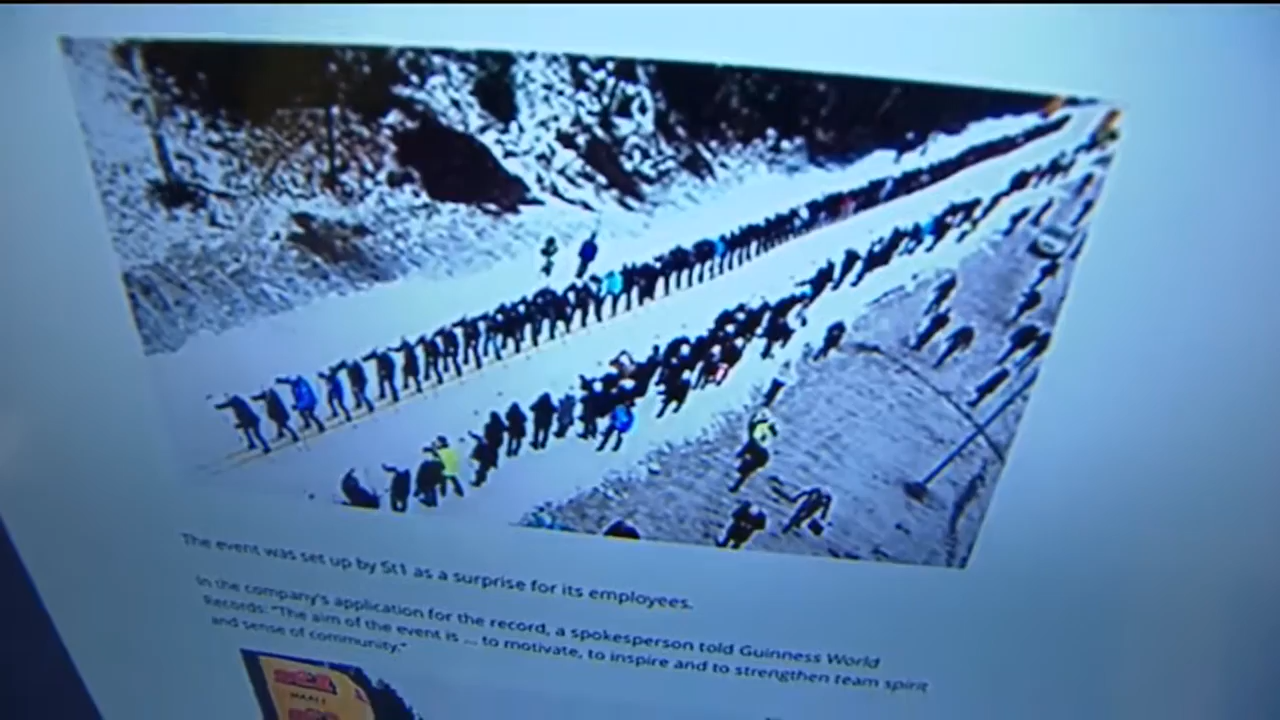 The event was set up by St1 as a surprise for its employees.
In the company's application for the record, a spokesperson told Guinness World
Records: "The aim of the event is ... to motivate, to inspire and to strengthen team spirit
and sense of community."
St1